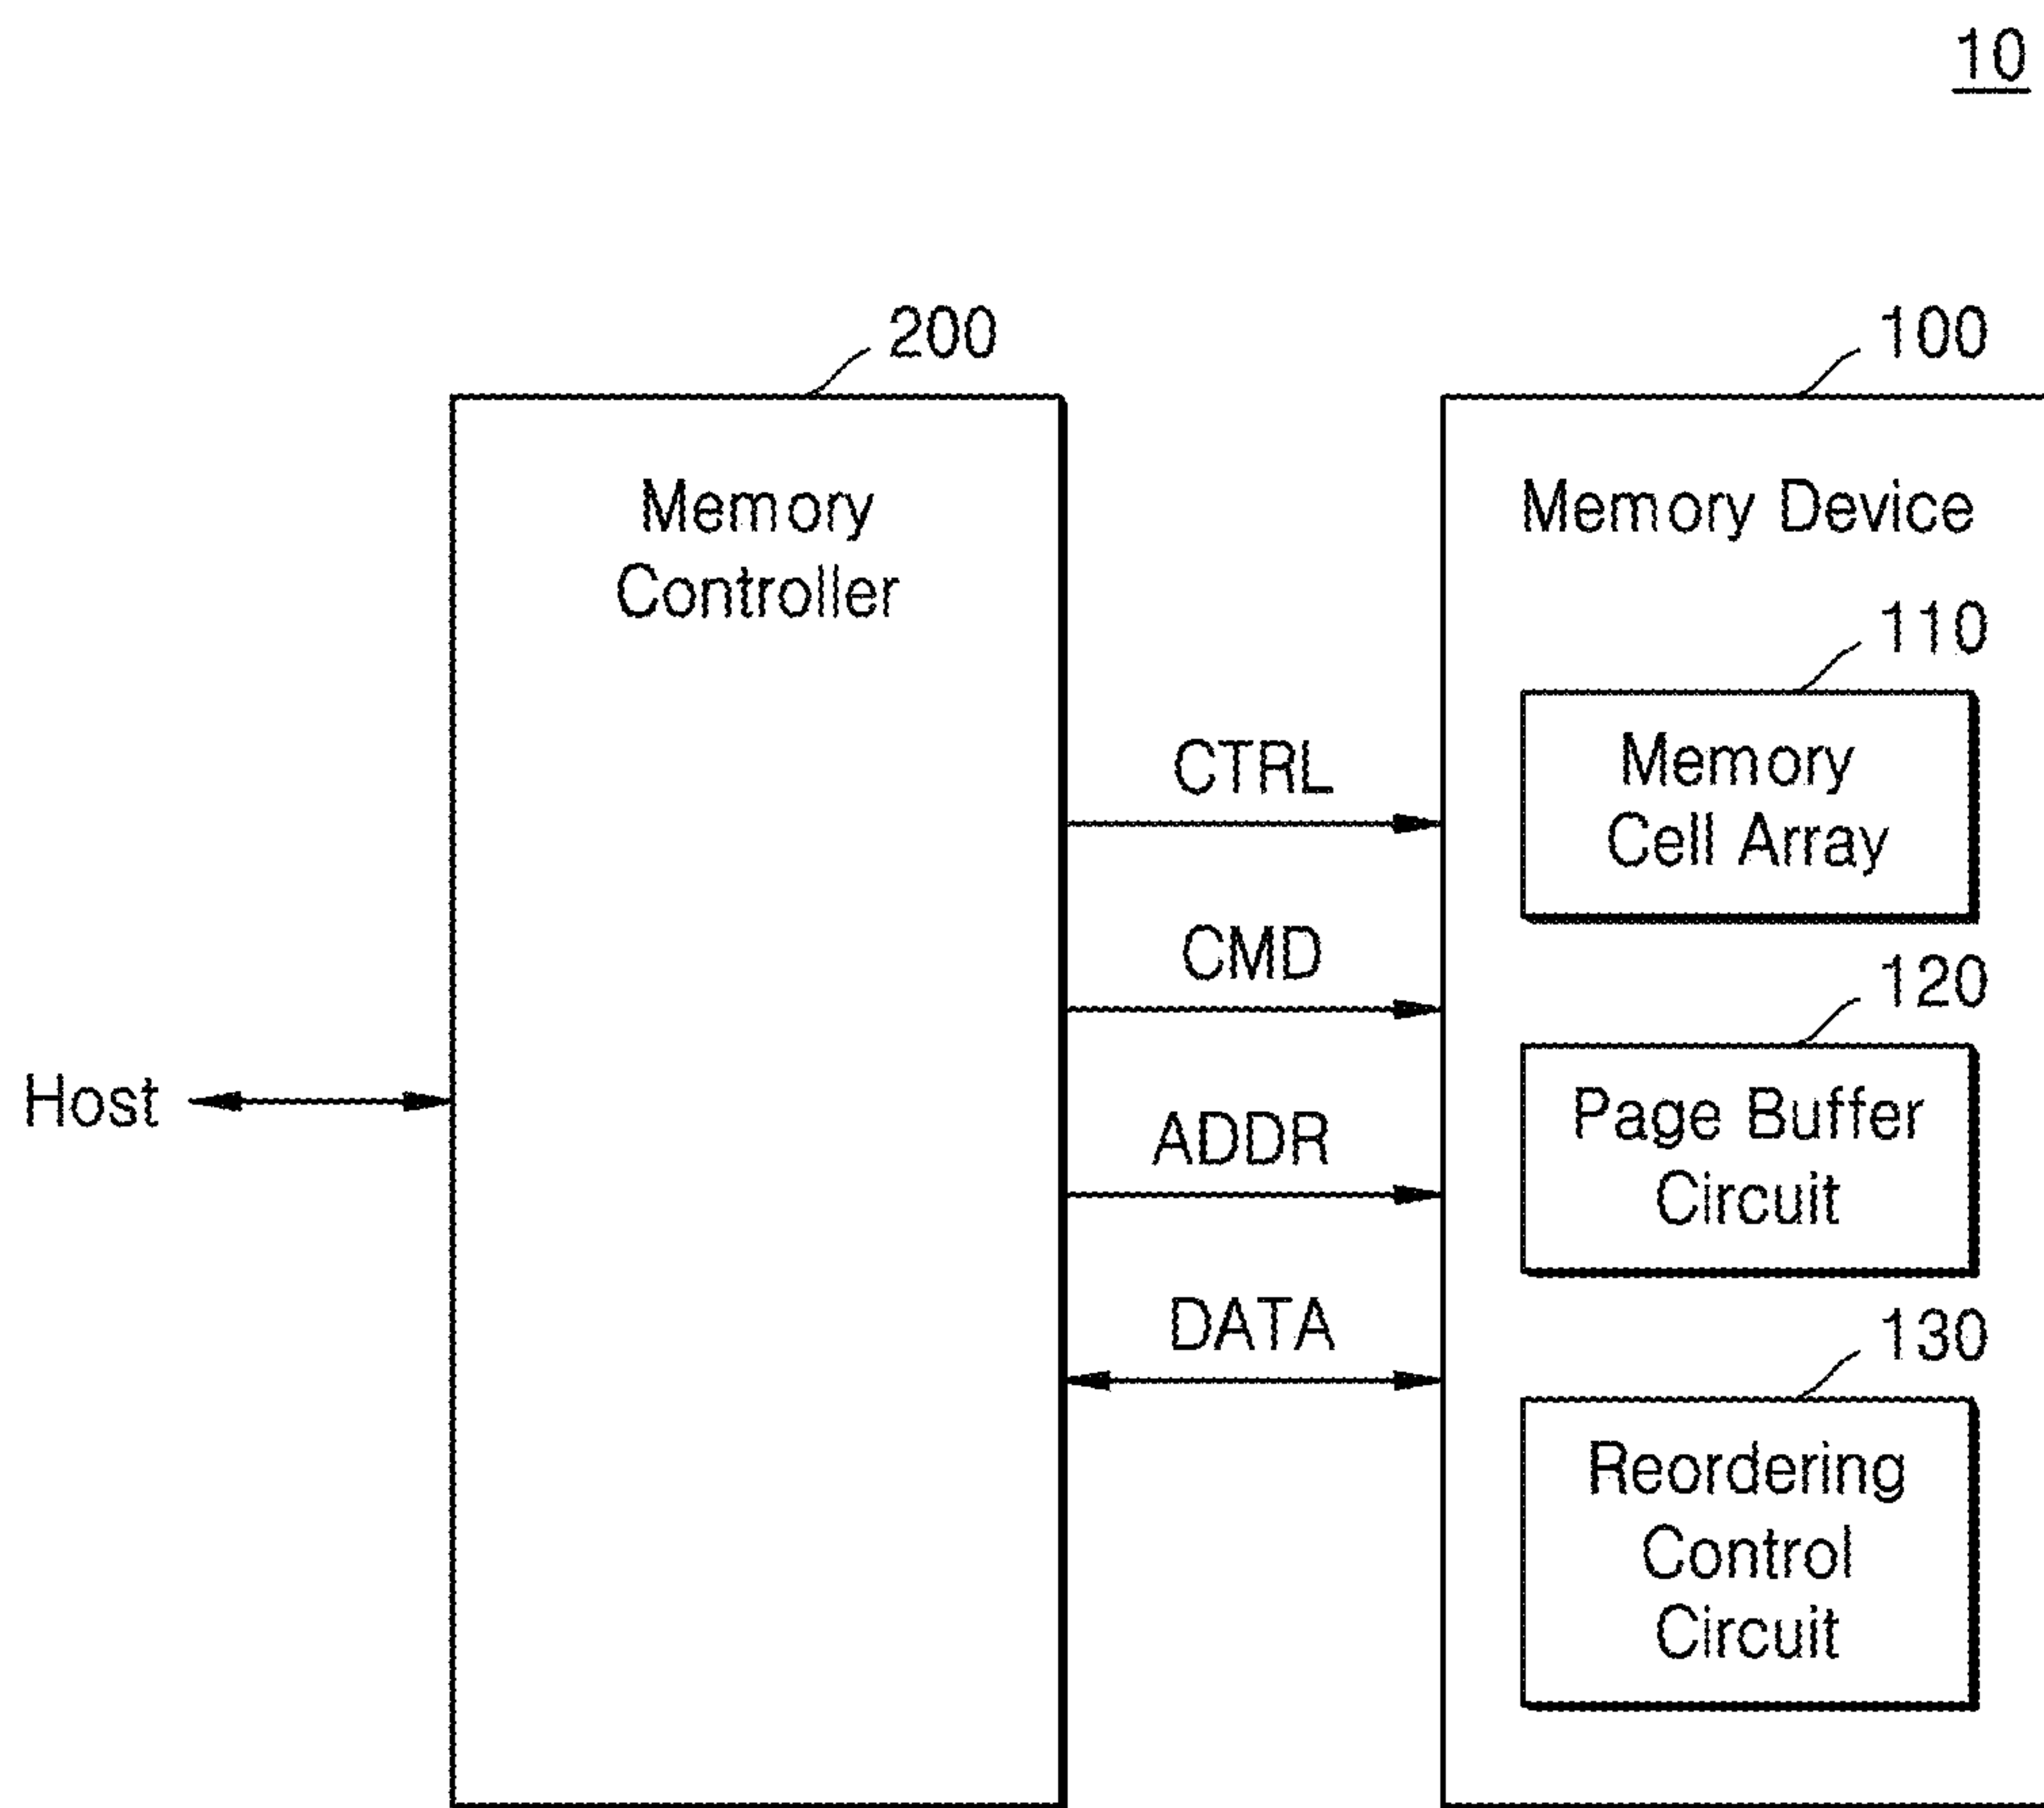 10
200
100
Memory
Controller
Memory Device
110
Memory
Cell Array
CTRL
CMD
120
Page Buffer
Circuit
Host
ADDR
DATA
130
Reordering
Control
Circuit